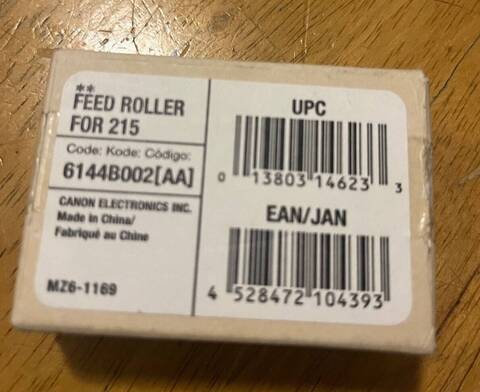 **
FEED ROLLER
FOR 215
Code: Kode: Código:
6144B002[AA]
CANON ELECTRONICS INC.
Made in China/
Fabriqué au Chine
MZ6-1169
UPC
0 13803 14623 3
EAN/JAN
4 528472 104393